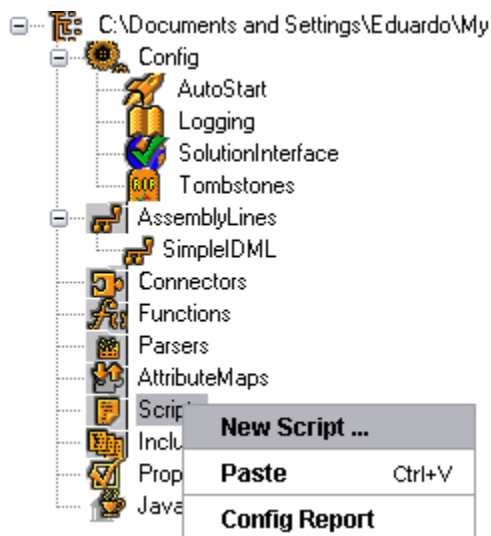 C:\Documents and Settings\Eduardo\My
Config
AutoStart
Logging
SolutionInterface
Tombstones
AssemblyLines
SimpleIDML
Connectors
Functions
Parsers
AttributeMaps
New Script ...
Paste Ctrl+V
Config Report